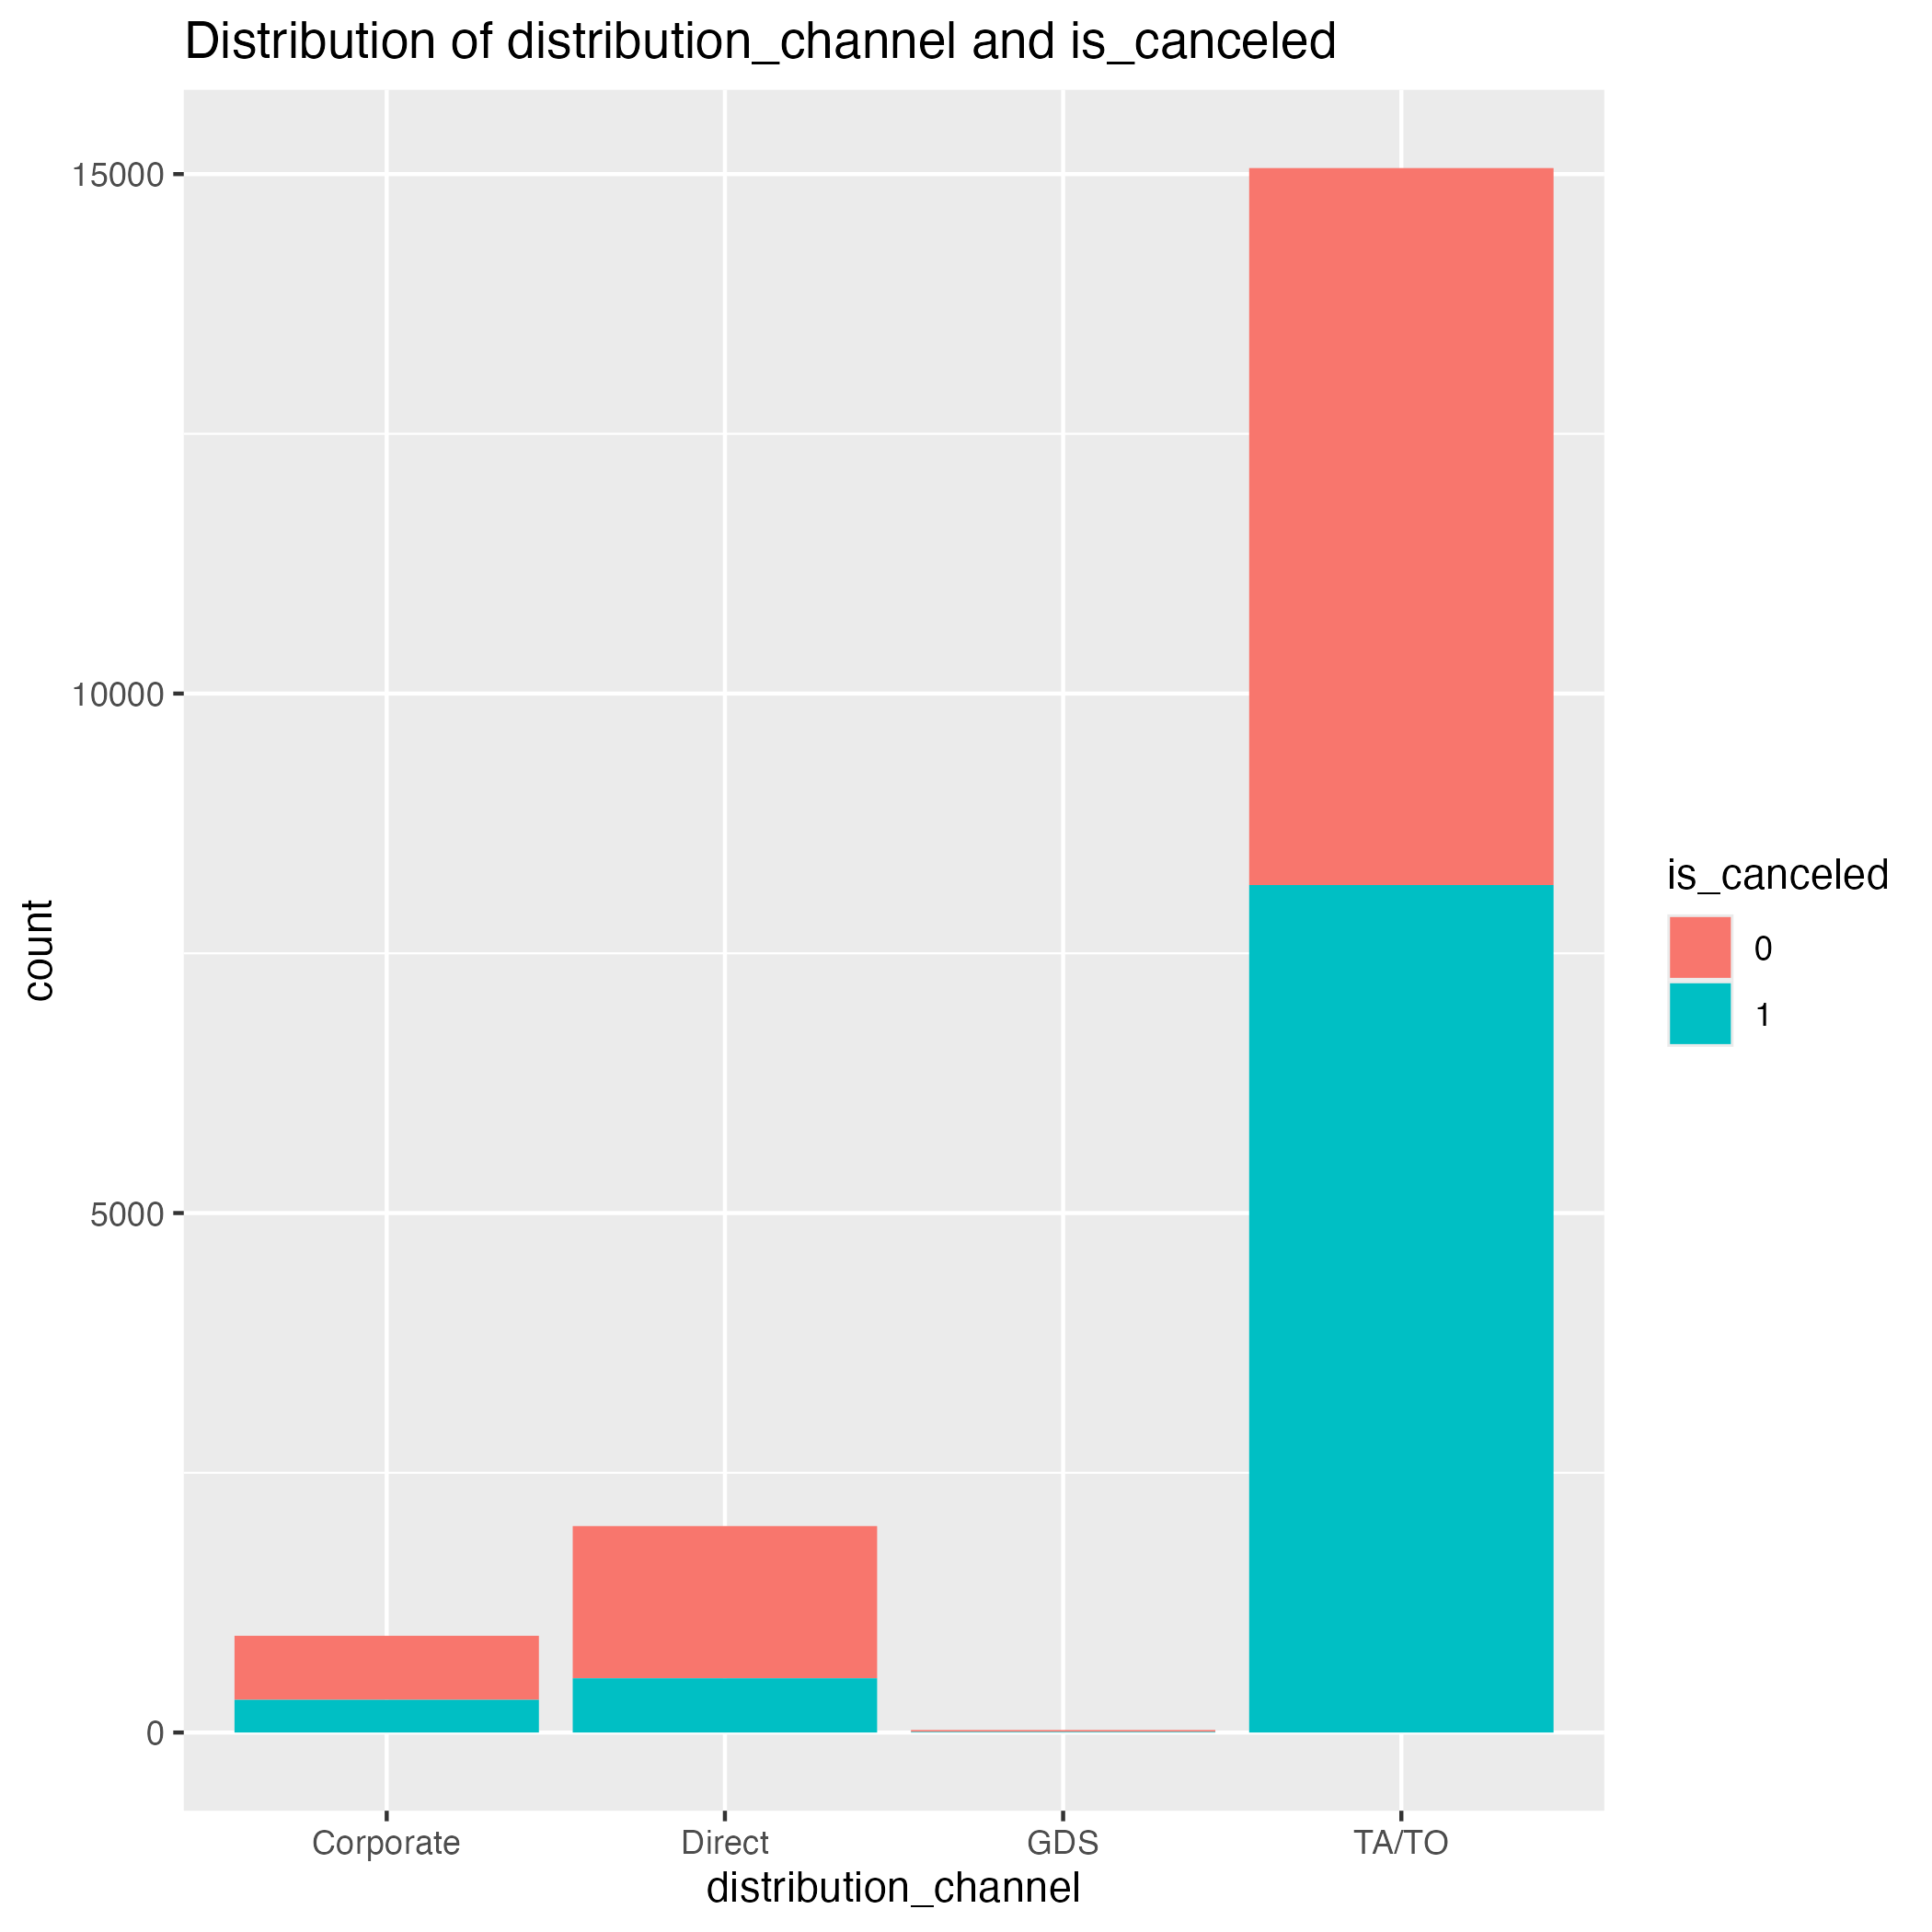 Distribution of distribution_channel and is_canceled
15000
10000
5000
0
count
Corporate Direct GDS TA/TO
distribution_channel
is_canceled
0
1